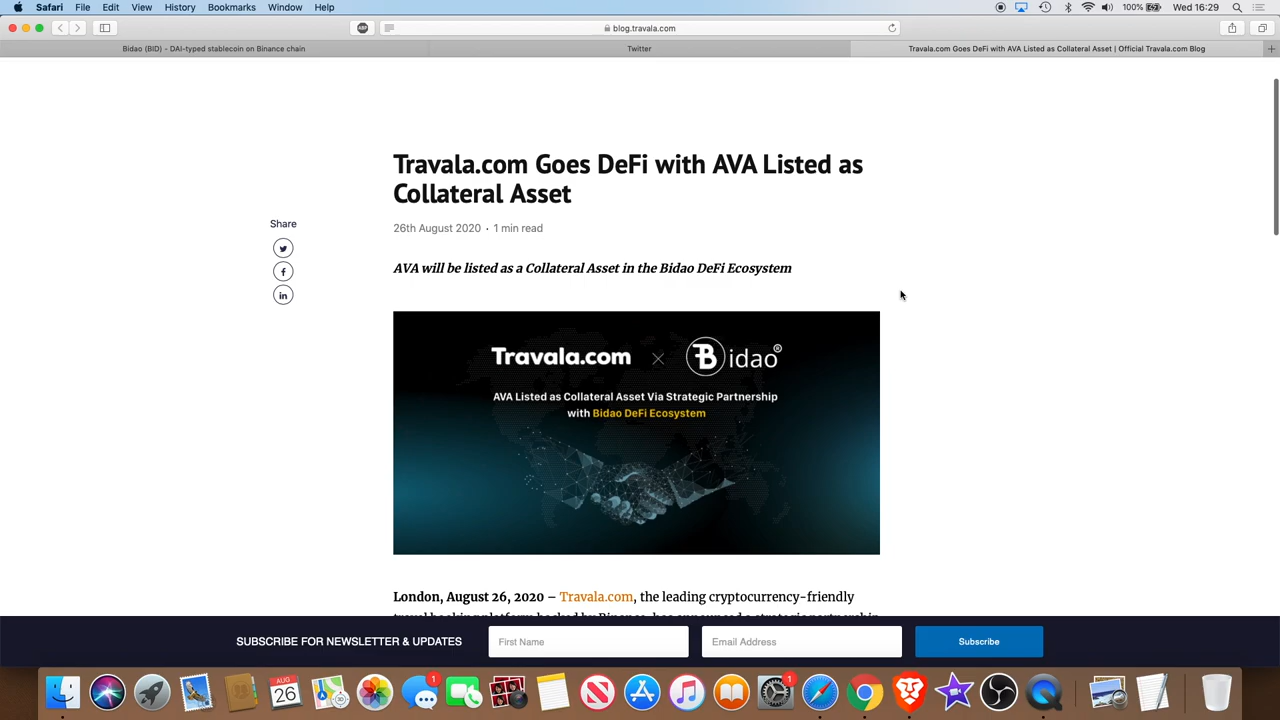 Safari File Edit View History Bookmarks Window Help 100% Wed 16:29
blog.travala.com
Bidao (BID) - DAI-typed stablecoin on Binance chain
Twitter
Travala.com Goes DeFi with AVA Listed as Collateral Asset | Official Travala.com Blog
Travala.com Goes DeFi with AVA Listed as
Collateral Asset
Share
26th August 2020 • 1 min read
AVA will be listed as a Collateral Asset in the Bidao DeFi Ecosystem
Travala.com × Bidao®
AVA Listed as Collateral Asset Via Strategic Partnership
with Bidao DeFi Ecosystem
London, August 26, 2020 – Travala.com, the leading cryptocurrency-friendly
SUBSCRIBE FOR NEWSLETTER & UPDATES First Name Email Address Subscribe
1
AUG
26
1